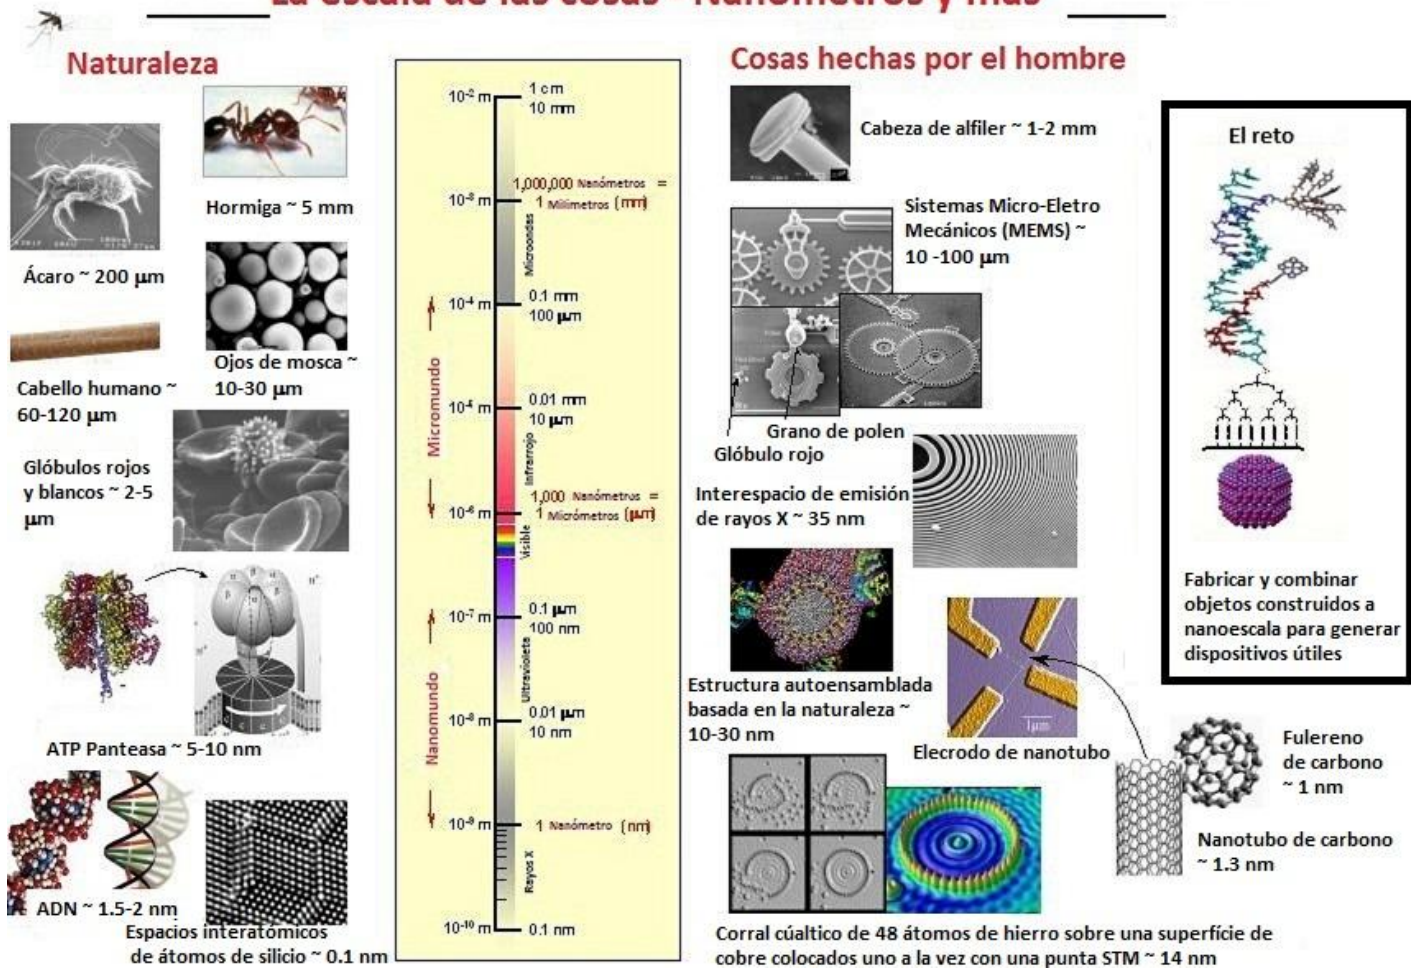 La escala de las cosas - Nanómetros y más
Naturaleza
Hormiga ~ 5 mm
Ácaro ~ 200 μm
Ojos de mosca ~
10-30 μm
Cabello humano ~
60-120 μm
Glóbulos rojos
y blancos ~ 2-5
μm
ATP Panteasa ~ 5-10 nm
ADN ~ 1.5-2 nm
Espacios interatómicos
de átomos de silicio ~ 0.1 nm
10-2 m
1 cm
10 mm
1,000,000 Nanómetros =
10-3 m
1 Milímetros (mm)
Microondas
10-4 m
0.1 mm
100 μm
Micromundo
10-5 m
0.01 mm
10 μm
Infrarrojo
1,000 Nanómetros =
10-6 m
1 Micrómetros (μm)
Visible
10-7 m
0.1 μm
100 nm
Ultravioleta
Nanomundo
10-8 m
0.01 μm
10 nm
10-9 m
1 Nanómetro (nm)
Rayos X
10-10 m
0.1 nm
Cosas hechas por el hombre
Cabeza de alfiler ~ 1-2 mm
Sistemas Micro-Eletro
Mecánicos (MEMS) ~
10 -100 μm
Grano de polen
Glóbulo rojo
Interespacio de emisión
de rayos X ~ 35 nm
Estructura autoensamblada
basada en la naturaleza ~
10-30 nm
1μm
Elecrodo de nanotubo
Corral cúaltico de 48 átomos de hierro sobre una superfície de
cobre colocados uno a la vez con una punta STM ~ 14 nm
El reto
Fabricar y combinar
objetos construidos a
nanoescala para generar
dispositivos útiles
Fulereno
de carbono
~ 1 nm
Nanotubo de carbono
~ 1.3 nm